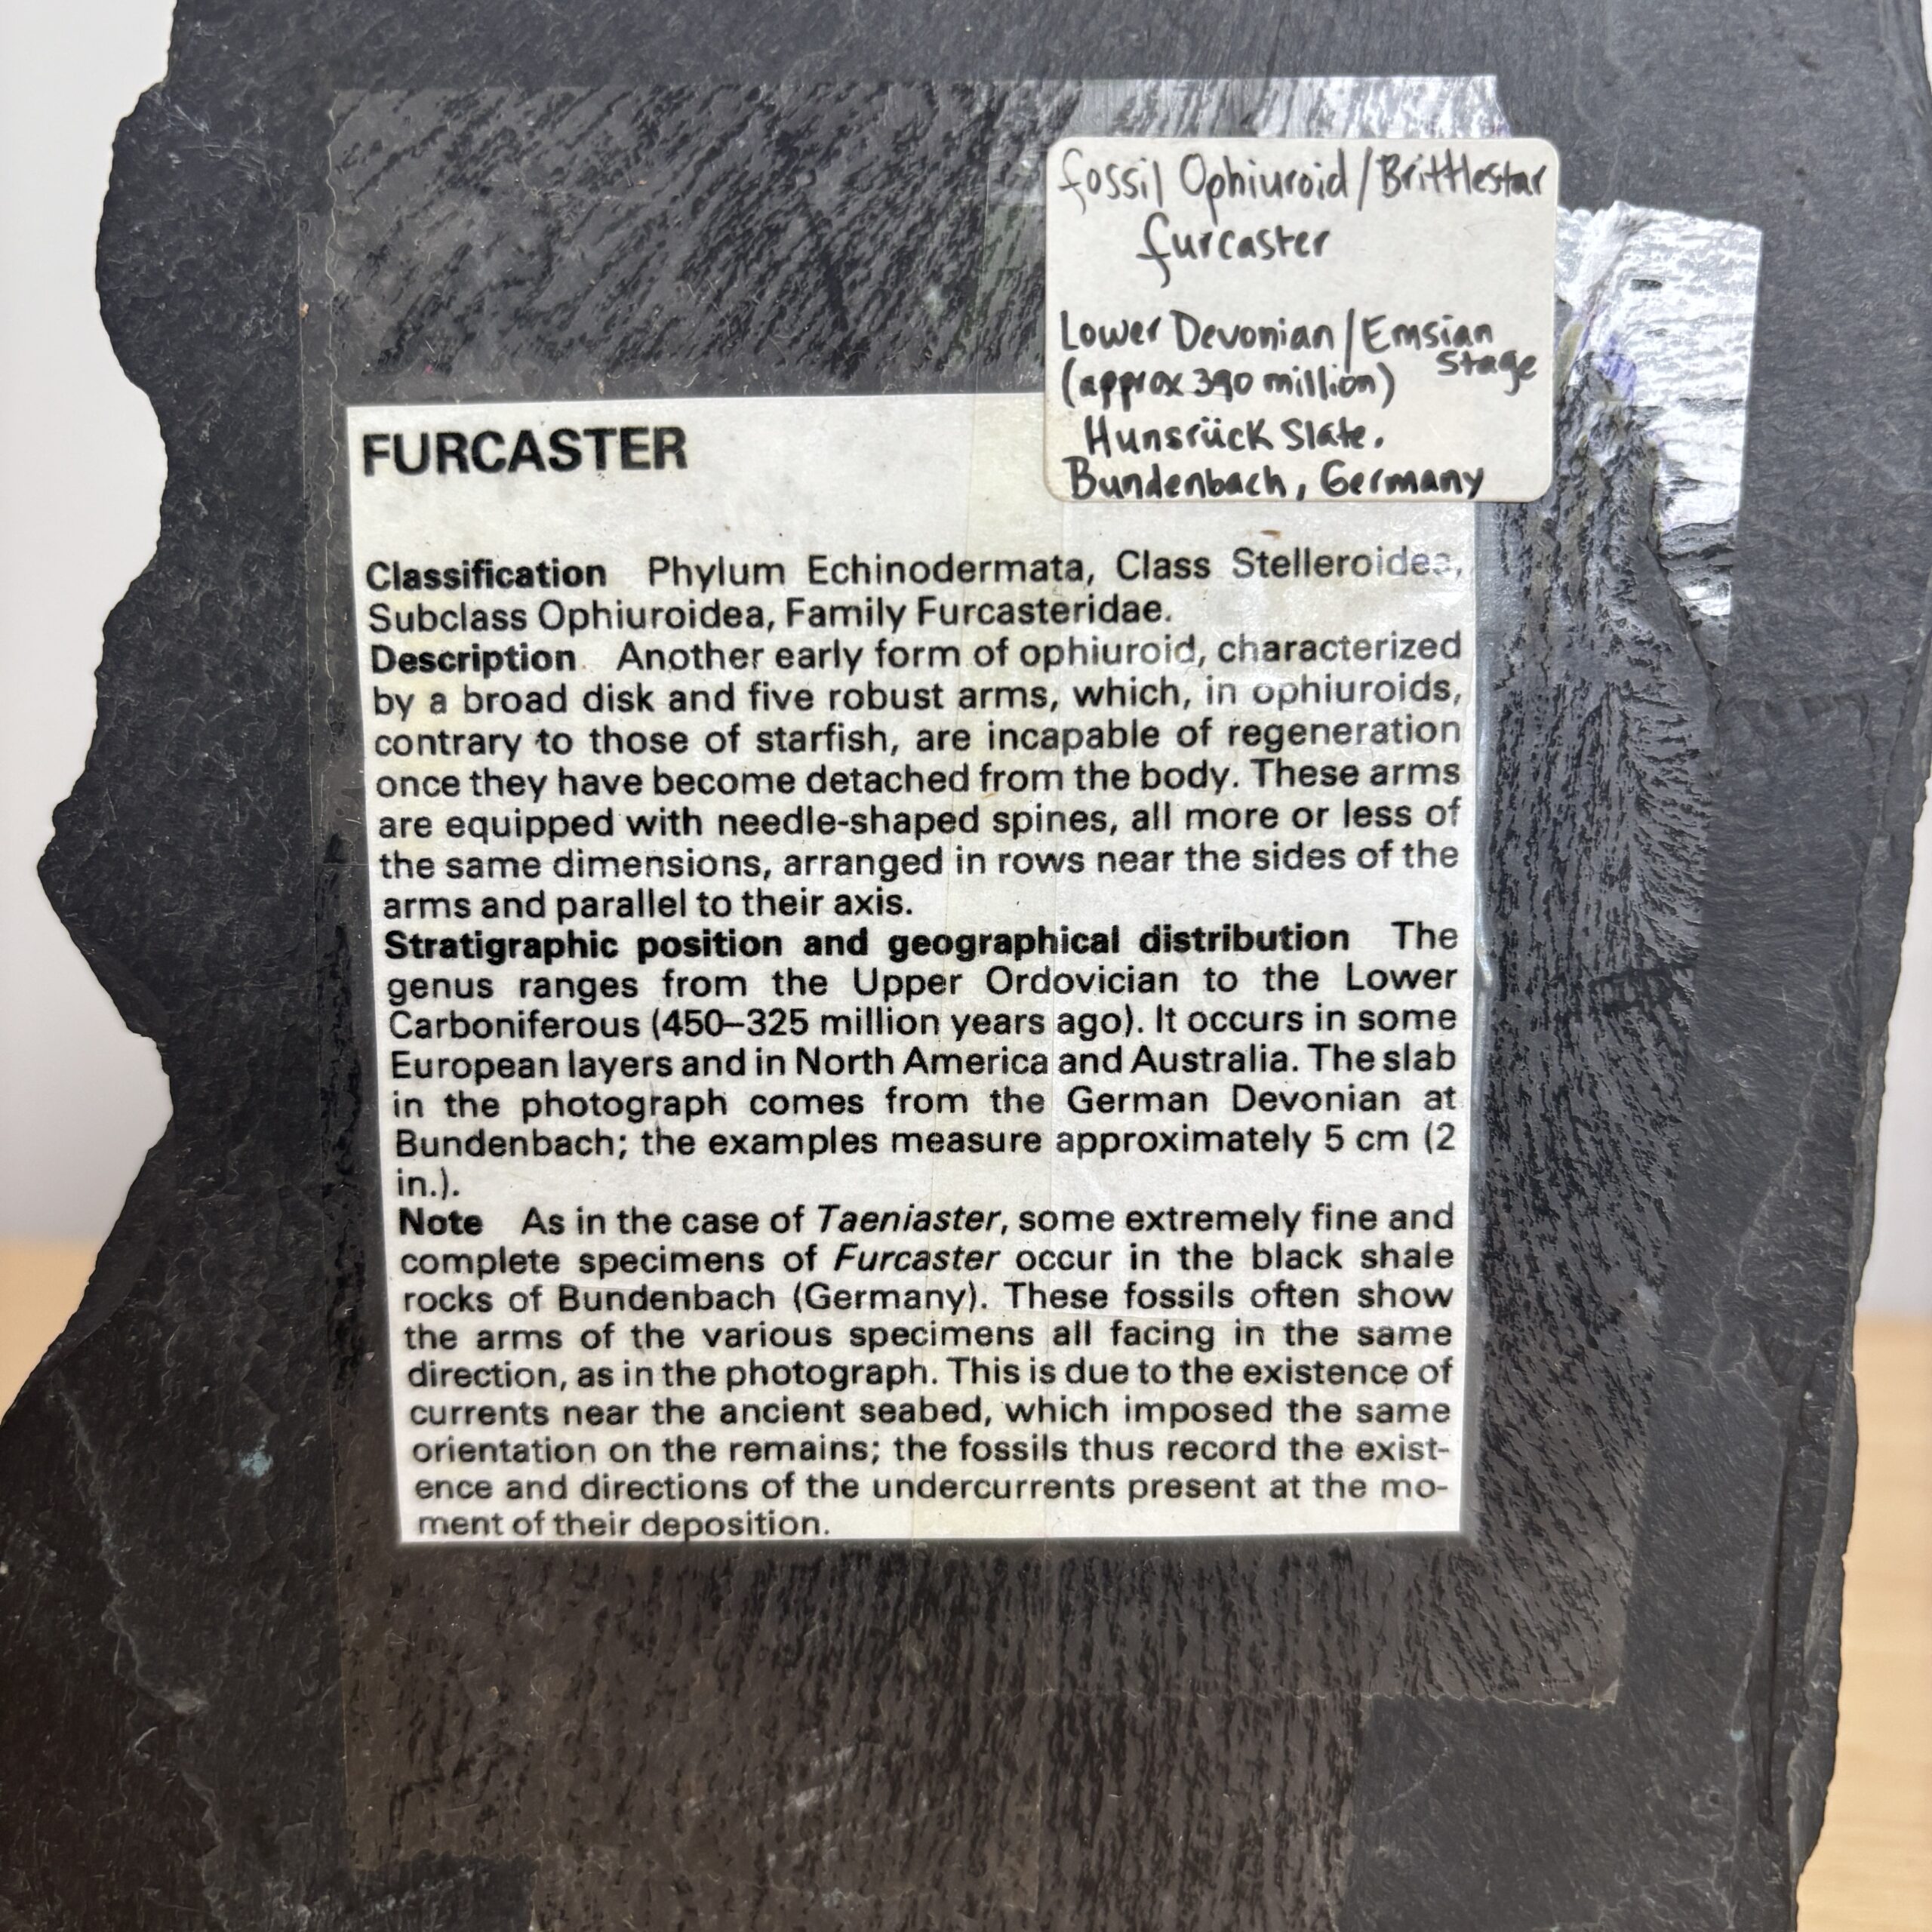 fossil Ophiuroid/Brittlestar
furcaster
Lower Devonian/Emsian
Stage
(approx 390 million)
Hunsrück Slate.
Bundenbach, Germany
FURCASTER
Classification Phylum Echinodermata, Class Stelleroidea,
Subclass Ophiuroidea, Family Furcasteridae.
Description Another early form of ophiuroid, characterized
by a broad disk and five robust arms, which, in ophiuroids,
contrary to those of starfish, are incapable of regeneration
once they have become detached from the body. These arms
are equipped with needle-shaped spines, all more or less of
the same dimensions, arranged in rows near the sides of the
arms and parallel to their axis.
Stratigraphic position and geographical distribution The
genus ranges from the Upper Ordovician to the Lower
Carboniferous (450–325 million years ago). It occurs in some
European layers and in North America and Australia. The slab
in the photograph comes from the German Devonian at
Bundenbach; the examples measure approximately 5 cm (2
in.).
Note As in the case of Taeniaster, some extremely fine and
complete specimens of Furcaster occur in the black shale
rocks of Bundenbach (Germany). These fossils often show
the arms of the various specimens all facing in the same
direction, as in the photograph. This is due to the existence of
currents near the ancient seabed, which imposed the same
orientation on the remains; the fossils thus record the exist-
ence and directions of the undercurrents present at the mo-
ment of their deposition.